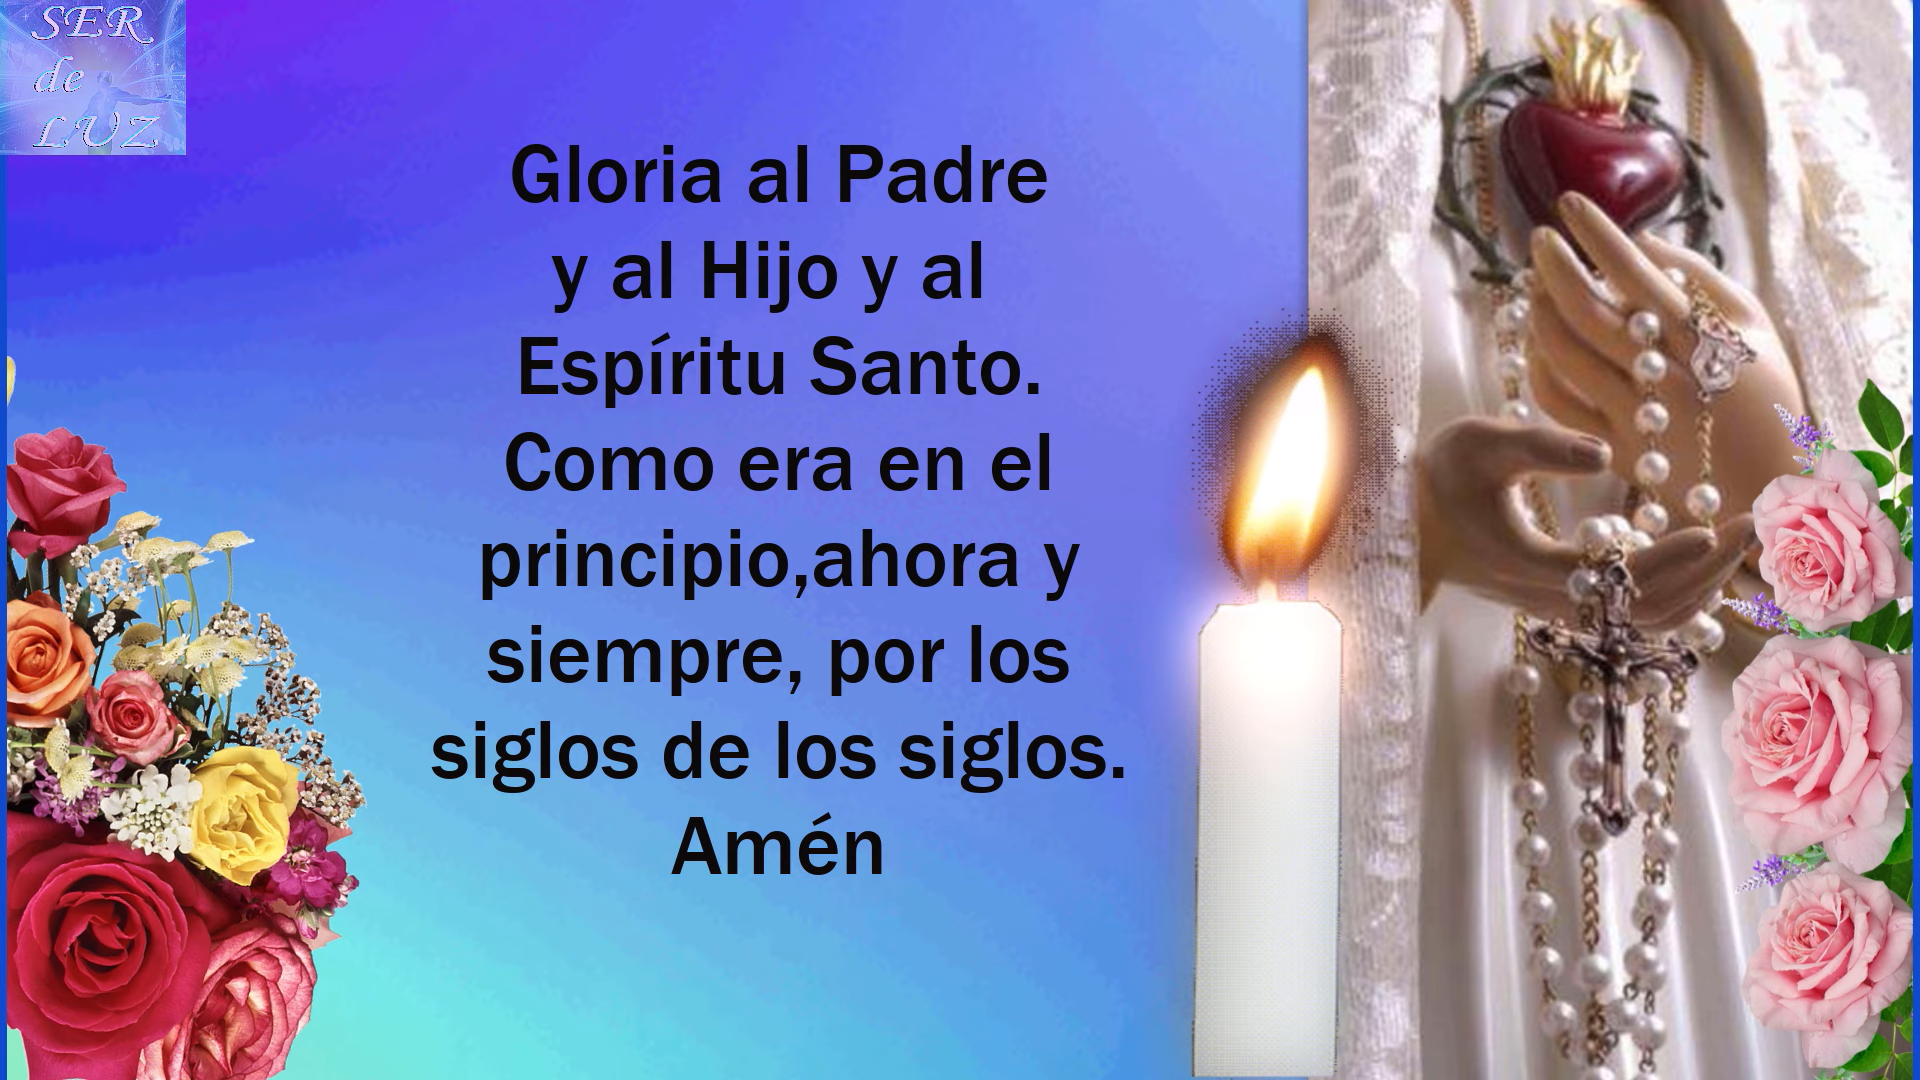 SER
de
LUZ
Gloria al Padre
y al Hijo y al
Espíritu Santo.
Como era en el
principio,ahora y
siempre, por los
siglos de los siglos.
Amén